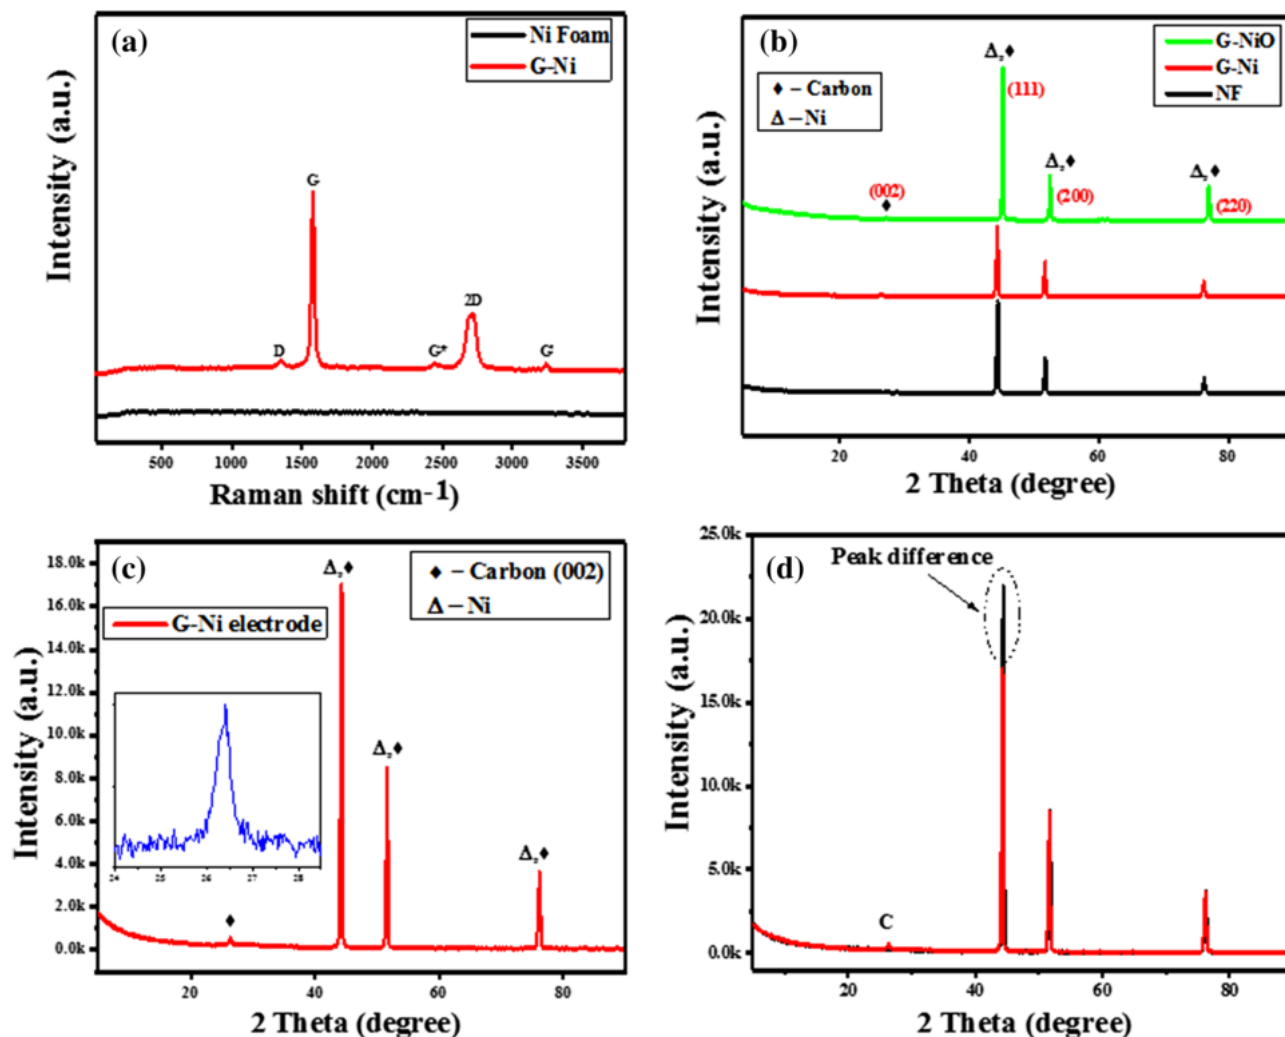 (a)
Ni Foam
G-Ni
G
D
G*
2D
G'
Intensity (a.u.)
500 1000 1500 2000 2500 3000 3500
Raman shift (cm-1)
(b)
G-NiO
G-Ni
NF
♦ – Carbon
Δ – Ni
Δ,♦
(111)
Δ,♦
(200)
Δ,♦
(220)
(002)
♦
Intensity (a.u.)
20 40 60 80
2 Theta (degree)
(c)
♦ – Carbon (002)
Δ – Ni
G-Ni electrode
Δ,♦
Δ,♦
Δ,♦
♦
18.0k
16.0k
14.0k
12.0k
10.0k
8.0k
6.0k
4.0k
2.0k
0.0k
24 25 26 27 28
Intensity (a.u.)
20 40 60 80
2 Theta (degree)
(d)
Peak difference
C
25.0k
20.0k
15.0k
10.0k
5.0k
0.0k
Intensity (a.u.)
20 40 60 80
2 Theta (degree)